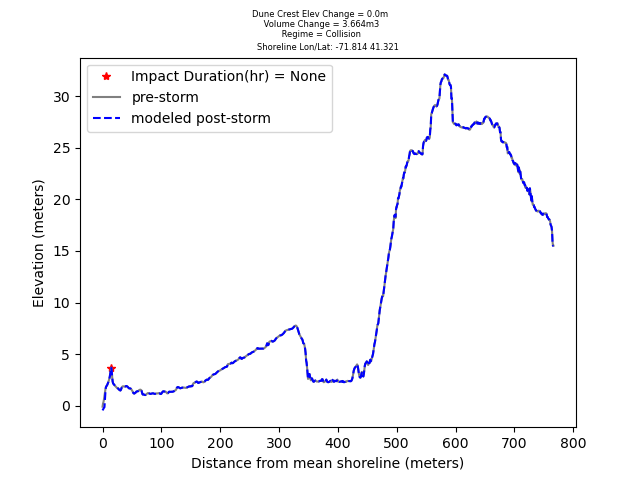 Dune Crest Elev Change = 0.0m
Volume Change = 3.664m3
Regime = Collision
Shoreline Lon/Lat: -71.814 41.321
Impact Duration(hr) = None
pre-storm
modeled post-storm
30
25
20
15
10
5
0
Elevation (meters)
0 100 200 300 400 500 600 700 800
Distance from mean shoreline (meters)